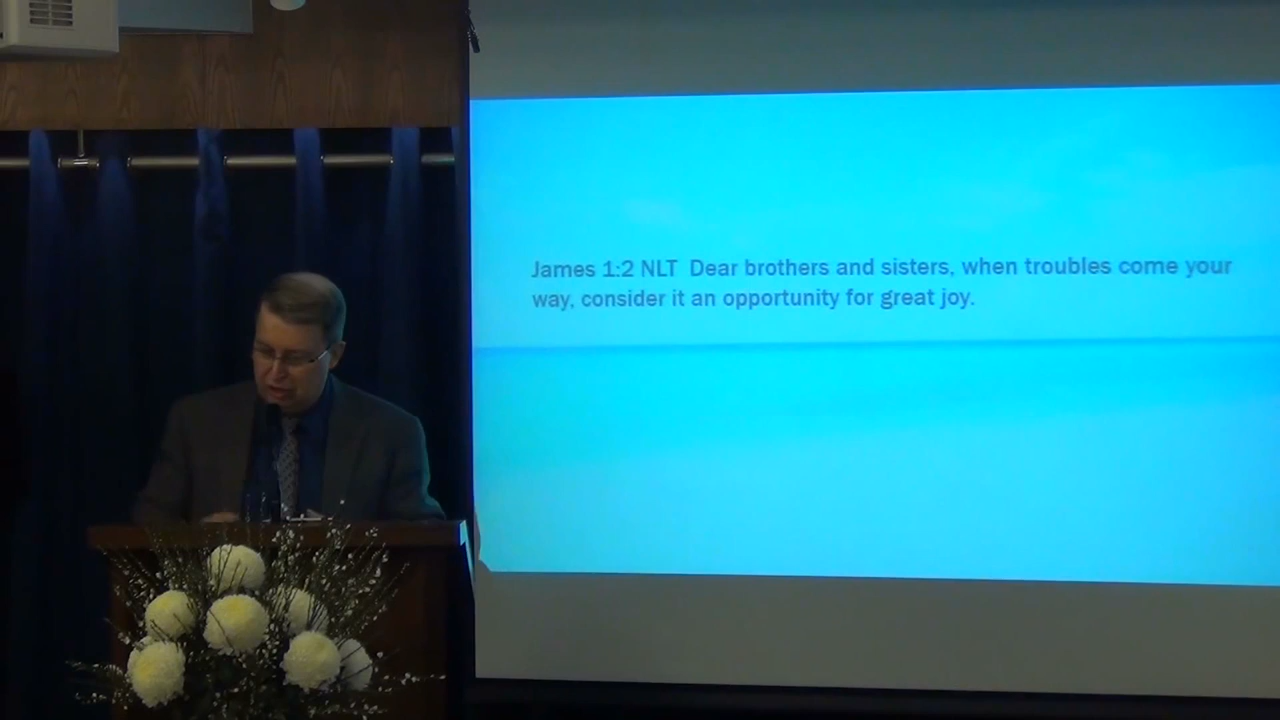 James 1:2 NLT  Dear brothers and sisters, when troubles come your
way, consider it an opportunity for great joy.